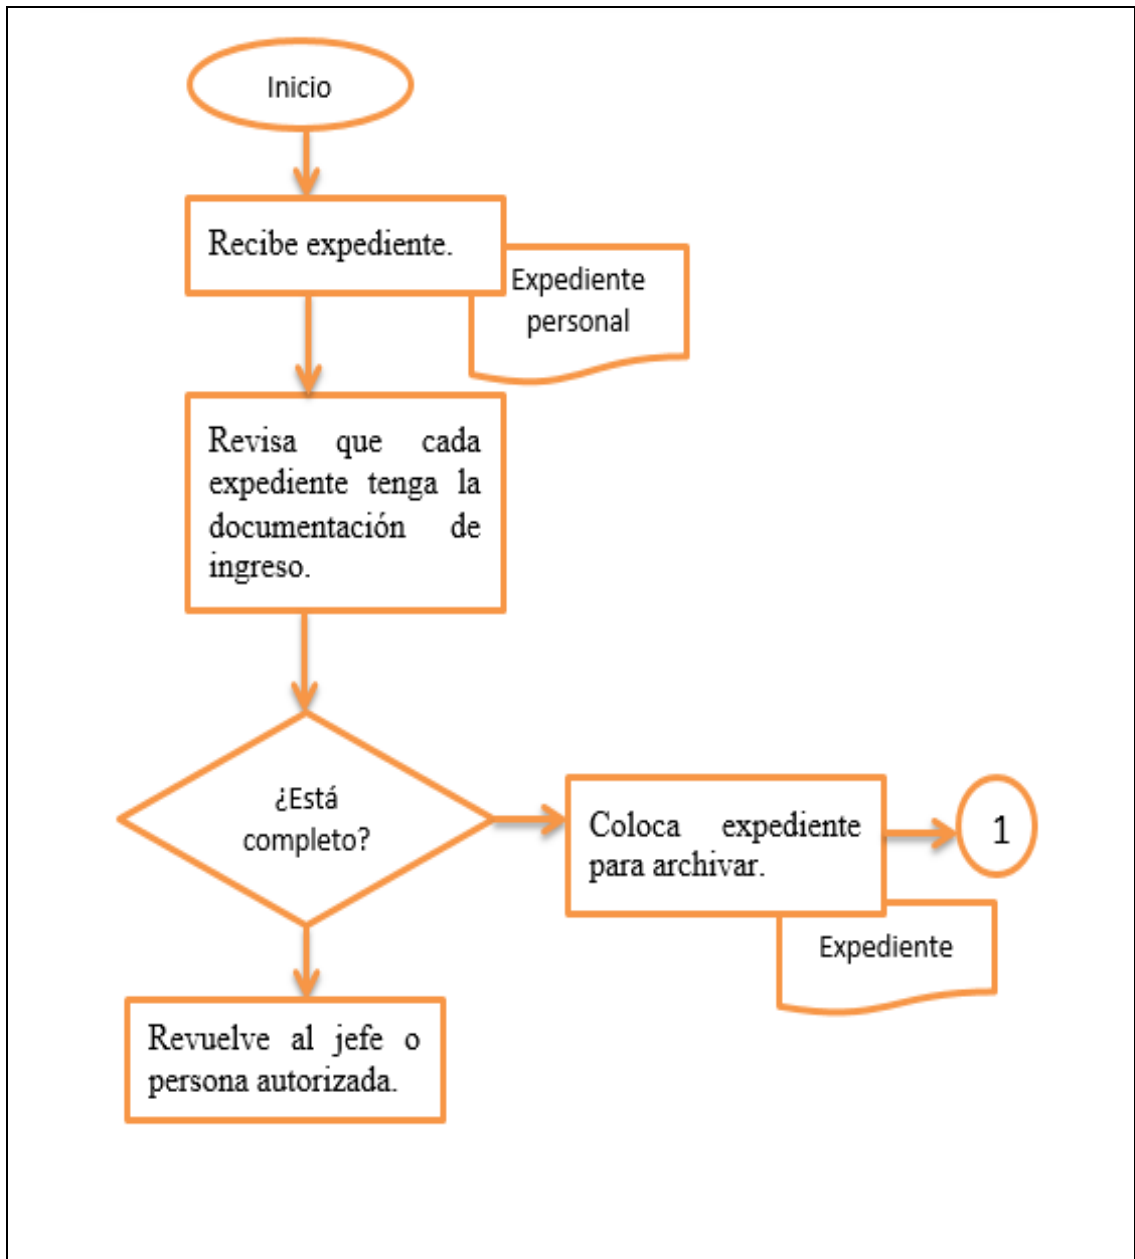 Inicio
Recibe expediente.
Expediente
personal
Revisa que cada
expediente tenga la
documentación de
ingreso.
¿Está
completo?
Coloca expediente
para archivar.
1
Expediente
Revuelve al jefe o
persona autorizada.